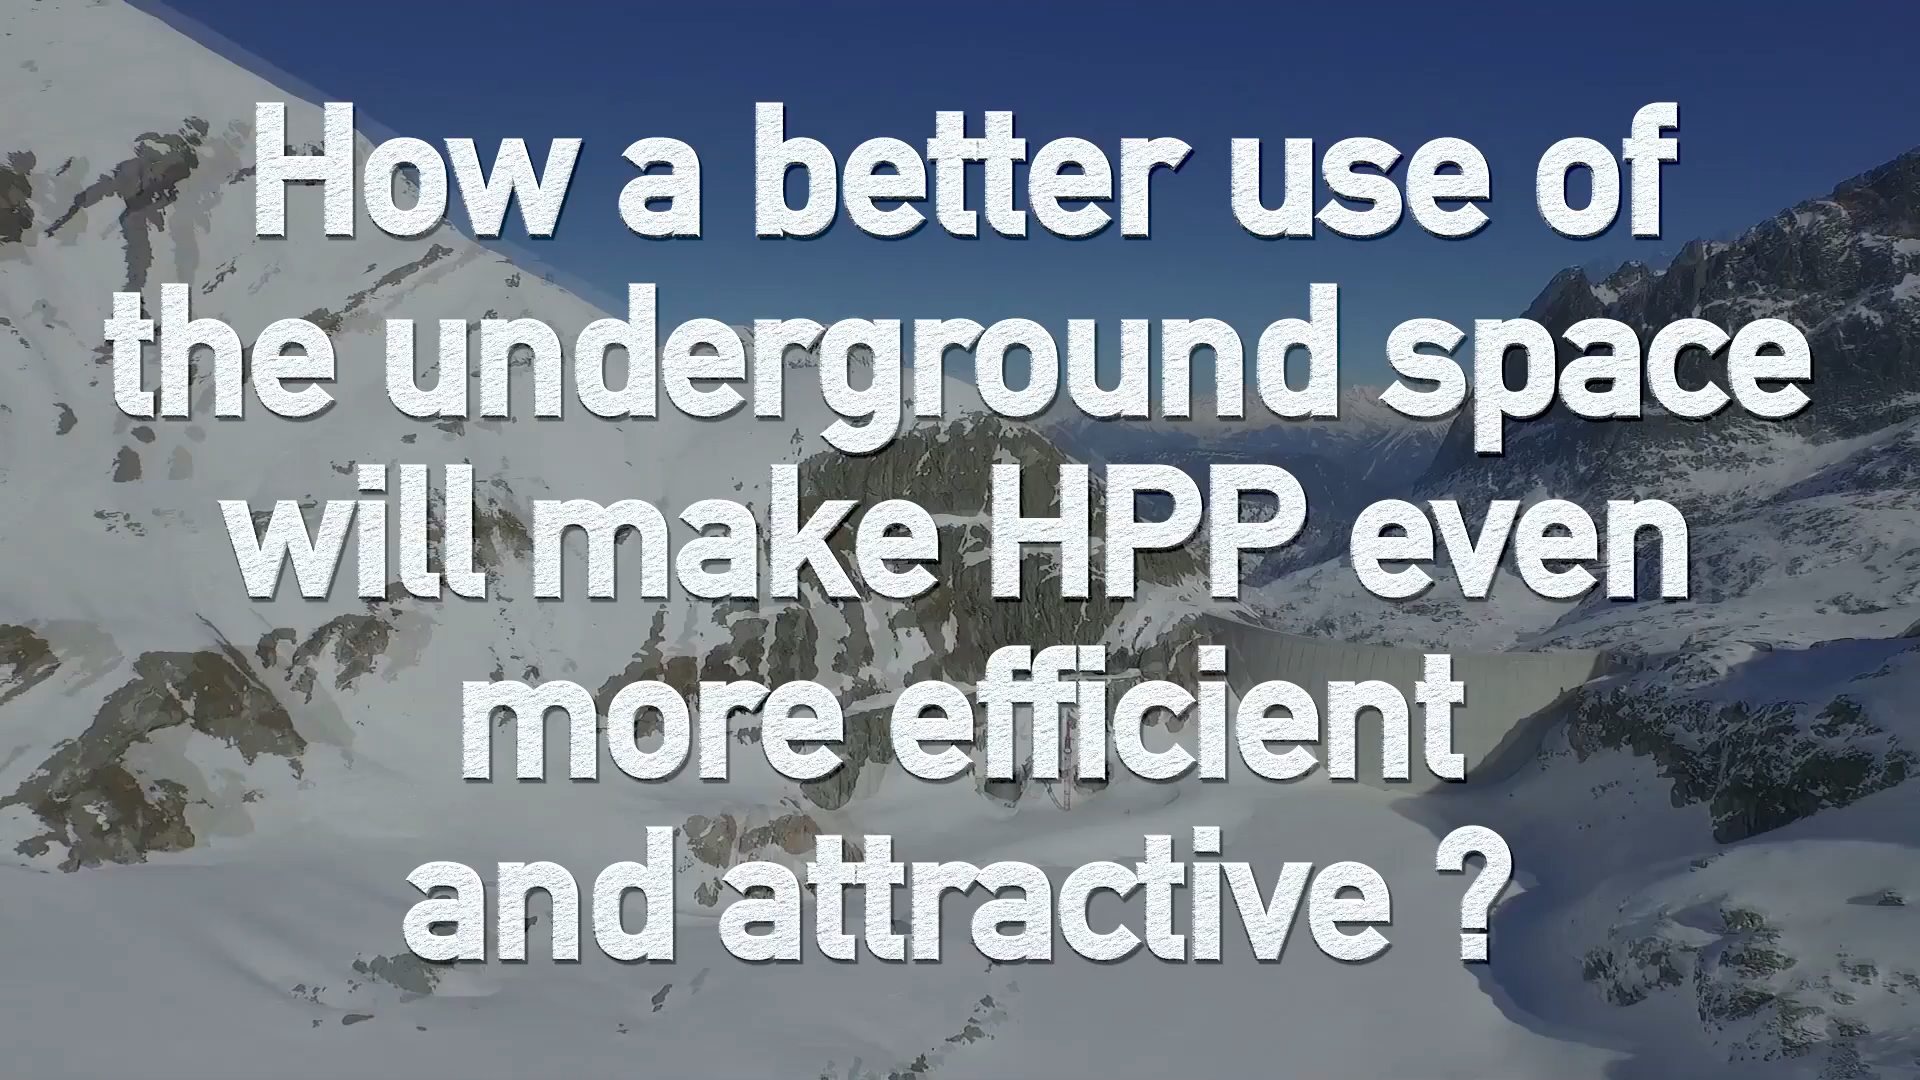 How a better use of
the underground space
will make HPP even
more efficient
and attractive ?